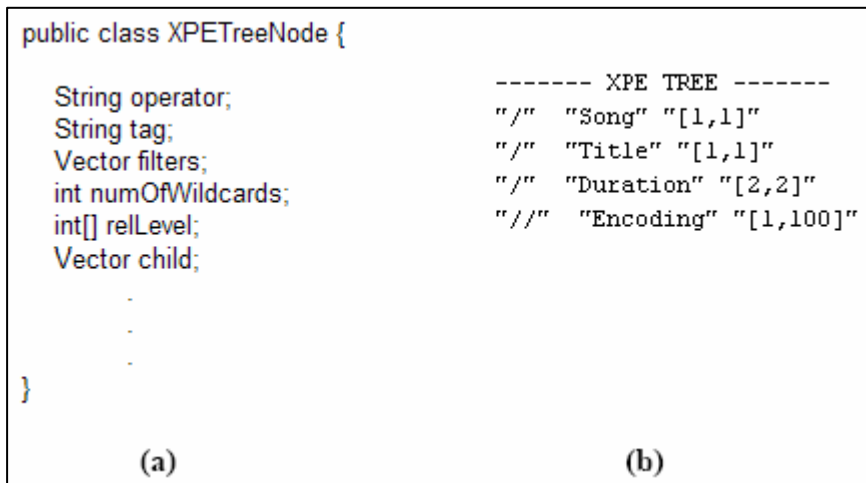 public class XPETreeNode {
String operator;
String tag;
Vector filters;
int numOfWildcards;
int[] relLevel;
Vector child;
.
.
.
}
(a)
------- XPE TREE -------
"/" "Song" "[1,1]"
"/" "Title" "[1,1]"
"/" "Duration" "[2,2]"
"//" "Encoding" "[1,100]"
(b)